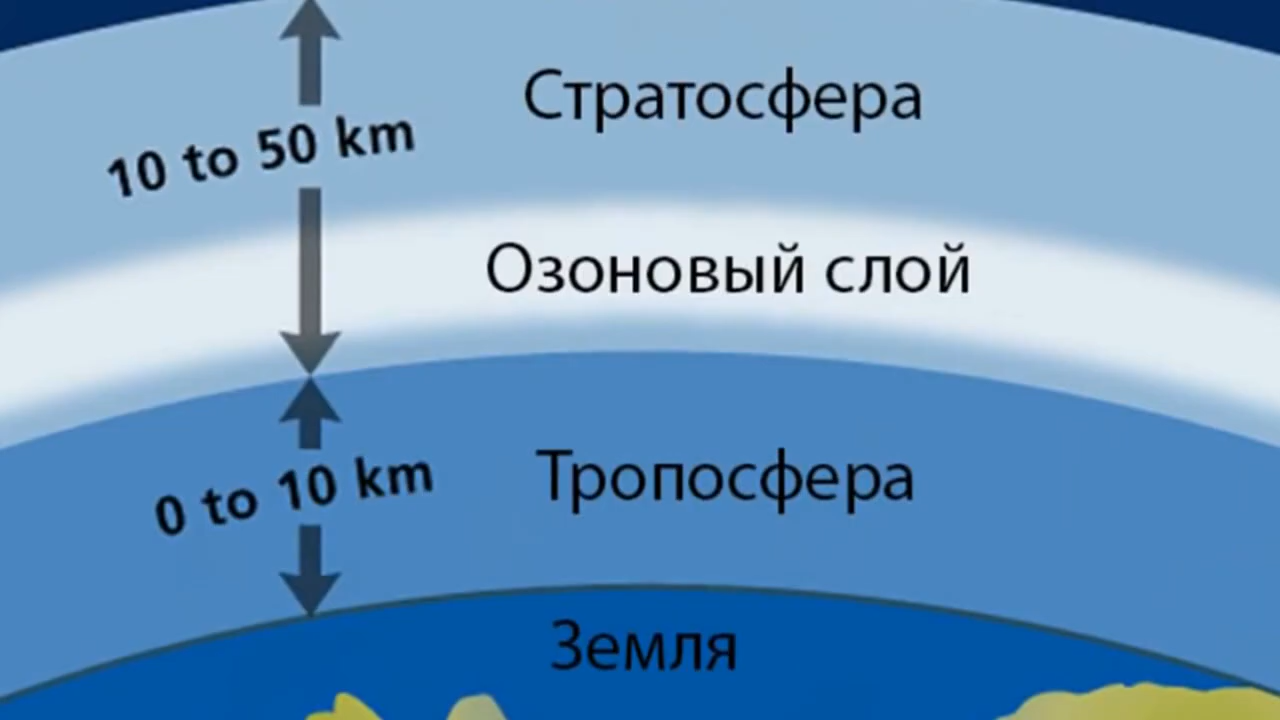 Стратосфера
10 to 50 km
Озоновый слой
Тропосфера
0 to 10 km
Земля